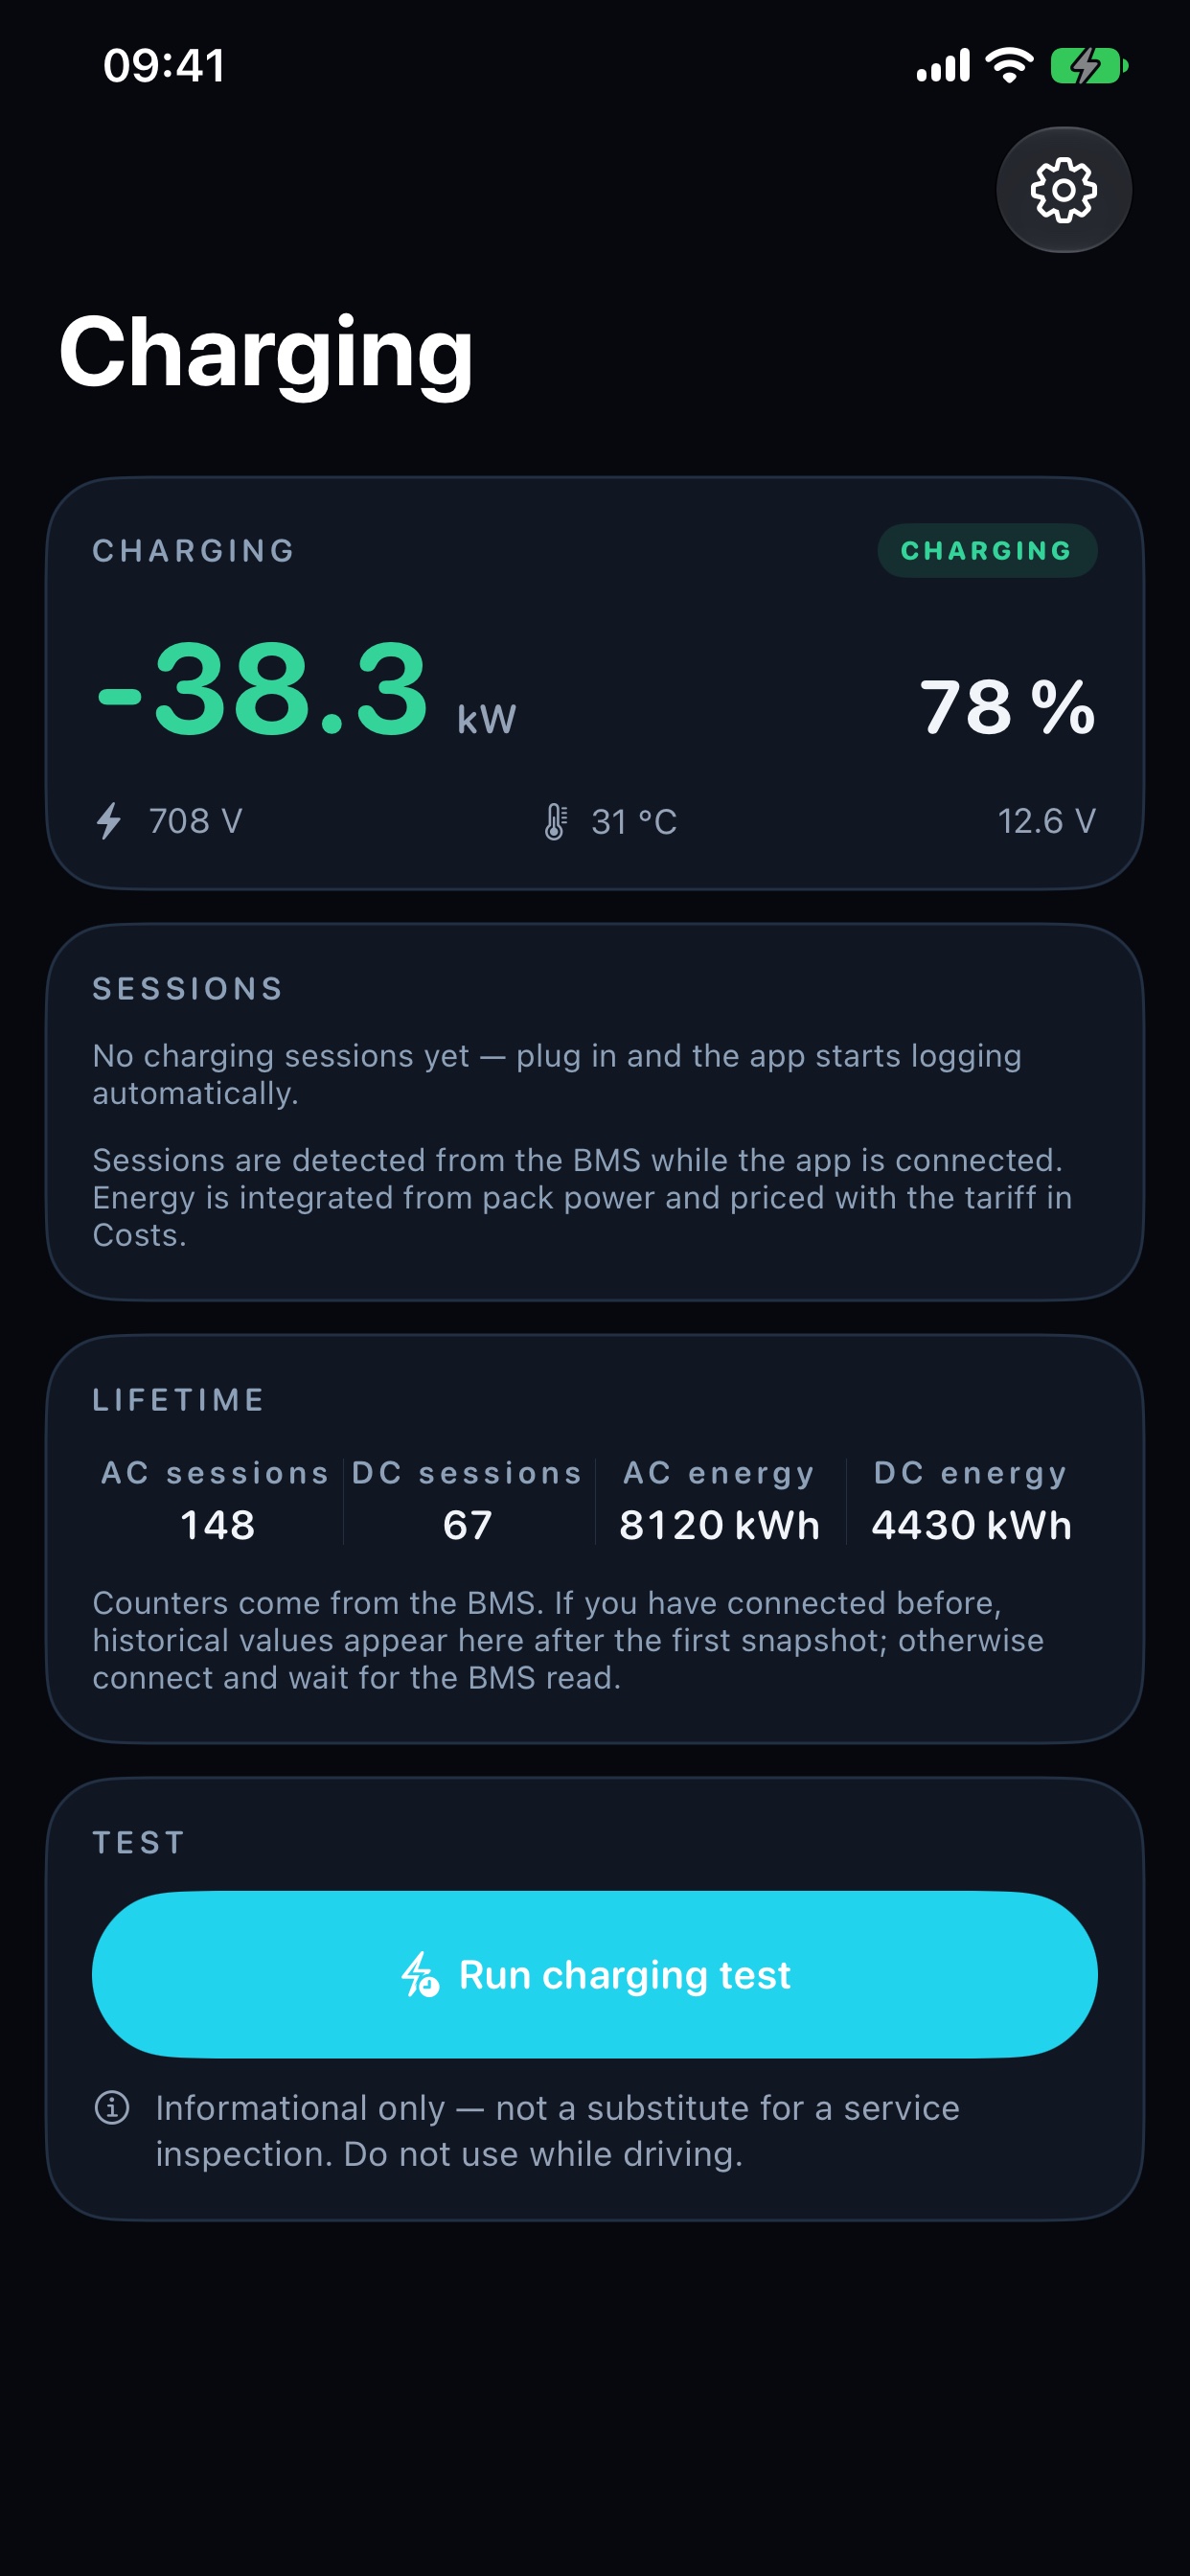 09:41
Charging
CHARGING
CHARGING
-38.3 kW
78 %
708 V
31 °C
12.6 V
SESSIONS
No charging sessions yet — plug in and the app starts logging
automatically.
Sessions are detected from the BMS while the app is connected.
Energy is integrated from pack power and priced with the tariff in
Costs.
LIFETIME
AC sessions
148
DC sessions
67
AC energy
8120 kWh
DC energy
4430 kWh
Counters come from the BMS. If you have connected before,
historical values appear here after the first snapshot; otherwise
connect and wait for the BMS read.
TEST
Run charging test
Informational only — not a substitute for a service
inspection. Do not use while driving.